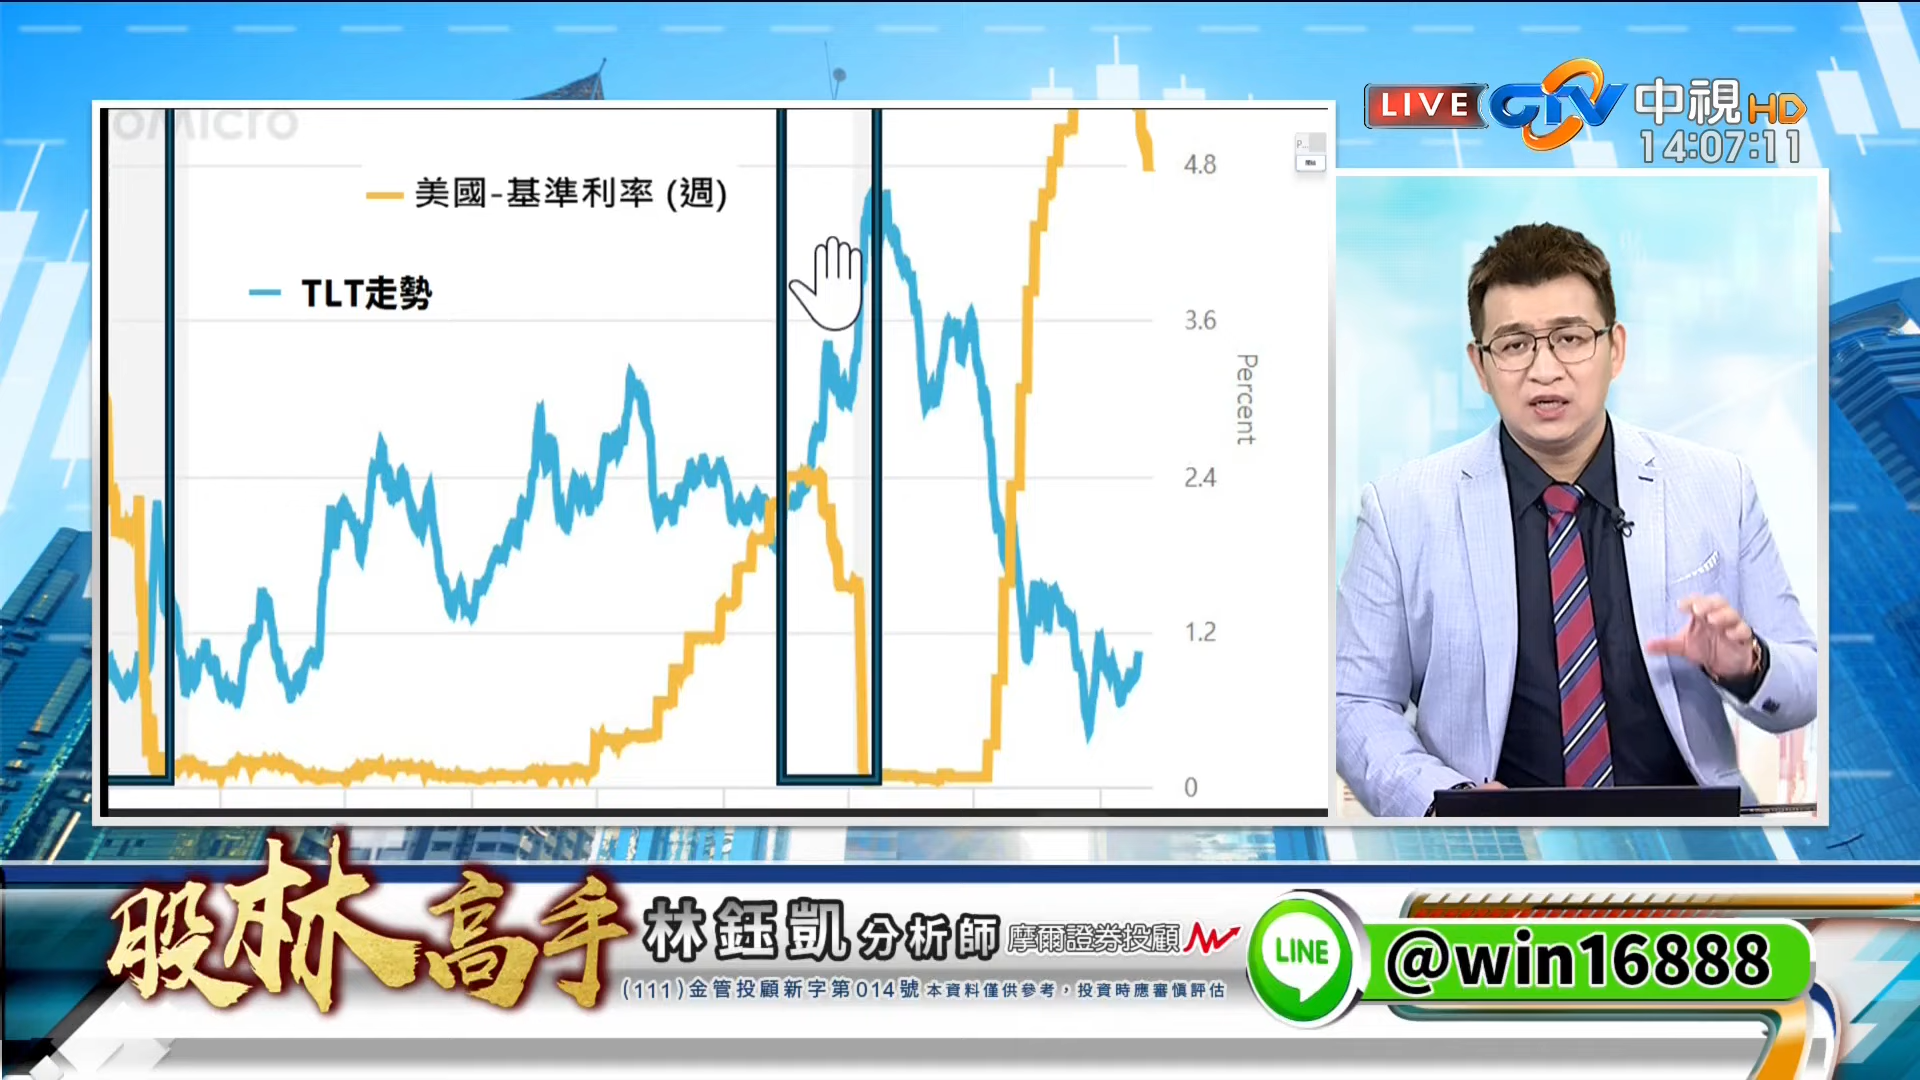 OMicro
美國-基準利率 (週)
TLT走勢
4.8
3.6
2.4
1.2
0
Percent
LIVE CTV 中視 HD
14:07:11
股林高手
林鈺凱 分析師 摩爾證券投顧
(111)金管投顧新字第014號 本資料僅供參考，投資時應審慎評估
LINE
@win16888